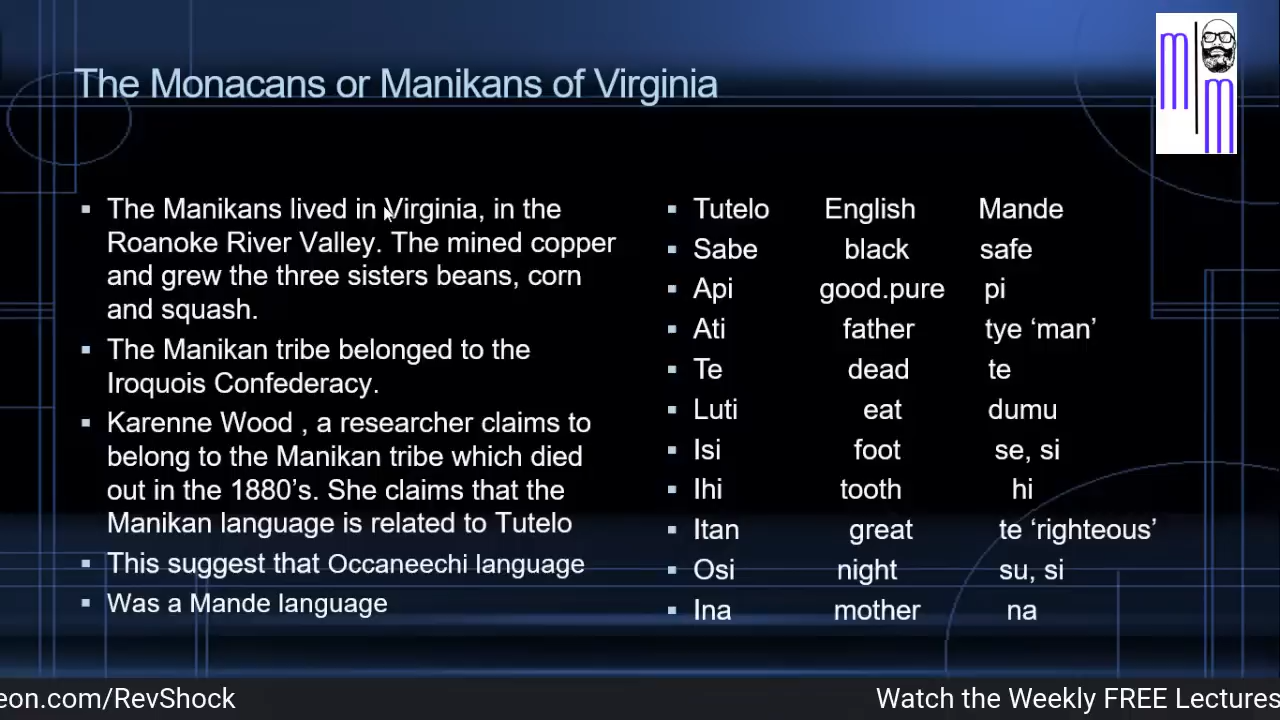 The Monacans or Manikans of Virginia
The Manikans lived in Virginia, in the
Roanoke River Valley. The mined copper
and grew the three sisters beans, corn
and squash.
The Manikan tribe belonged to the
Iroquois Confederacy.
Karenne Wood , a researcher claims to
belong to the Manikan tribe which died
out in the 1880's. She claims that the
Manikan language is related to Tutelo
This suggest that Occaneechi language
Was a Mande language
Tutelo English Mande
Sabe black safe
Api good.pure pi
Ati father tye ‘man’
Te dead te
Luti eat dumu
Isi foot se, si
Ihi tooth hi
Itan great te ‘righteous’
Osi night su, si
Ina mother na
eon.com/RevShock
Watch the Weekly FREE Lectures